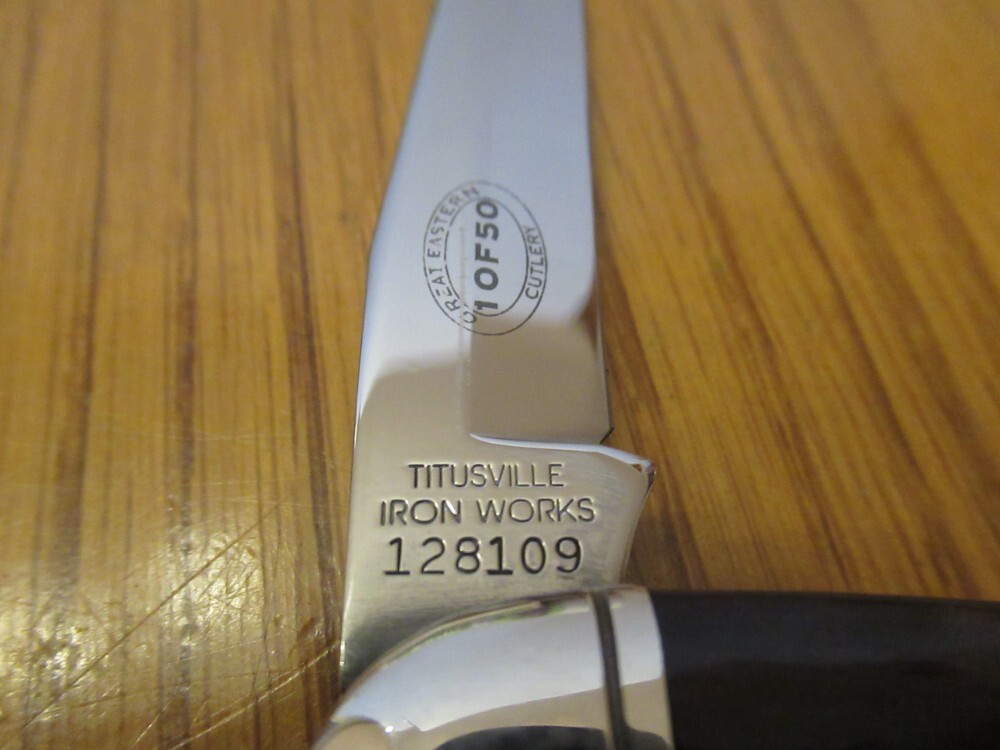 GREAT EASTERN
1 OF 50
CUTLERY
TITUSVILLE
IRON WORKS
128109